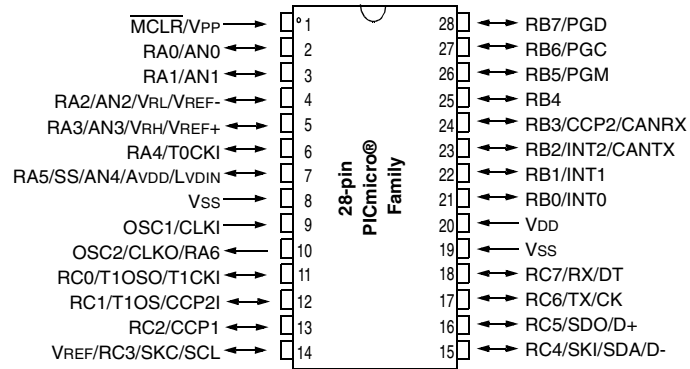 MCLR/VPP 1 28 RB7/PGD
RA0/AN0 2 27 RB6/PGC
RA1/AN1 3 26 RB5/PGM
RA2/AN2/VRL/VREF- 4 25 RB4
RA3/AN3/VRH/VREF+ 5 24 RB3/CCP2/CANRX
RA4/T0CKI 6 23 RB2/INT2/CANTX
RA5/SS/AN4/AVDD/LVDIN 7 22 RB1/INT1
VSS 8 21 RB0/INT0
OSC1/CLKI 9 20 VDD
OSC2/CLKO/RA6 10 19 VSS
RC0/T1OSO/T1CKI 11 18 RC7/RX/DT
RC1/T1OS/CCP2I 12 17 RC6/TX/CK
RC2/CCP1 13 16 RC5/SDO/D+
VREF/RC3/SKC/SCL 14 15 RC4/SKI/SDA/D-
28-pin
PICmicro®
Family